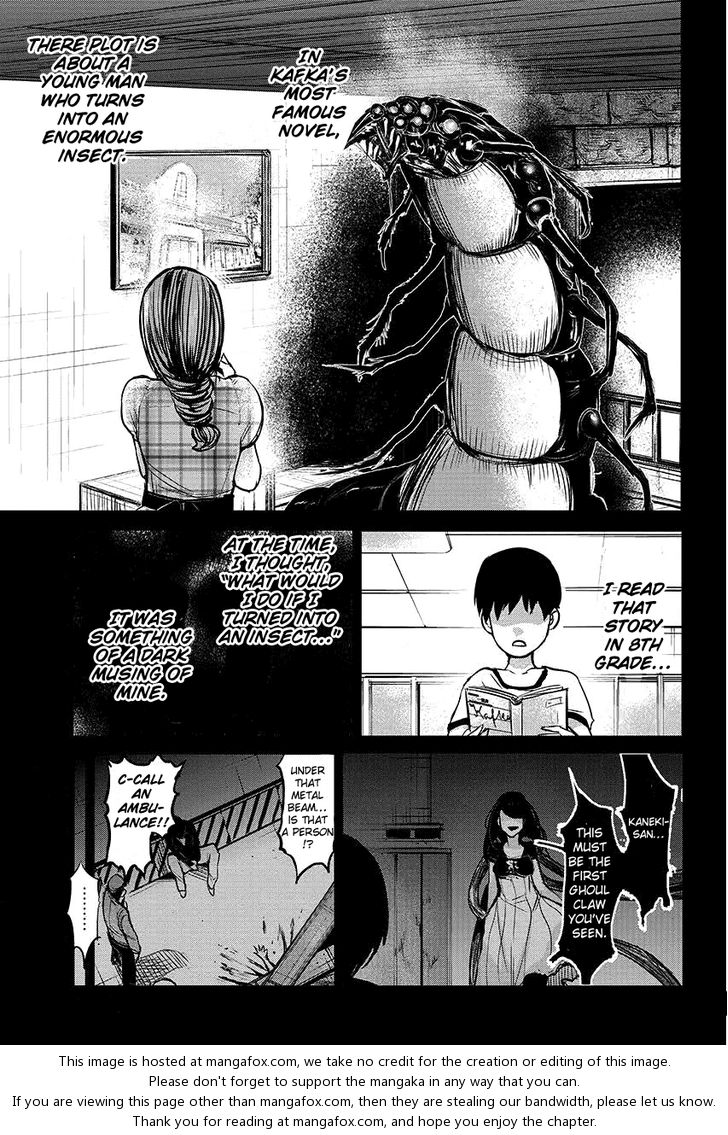 IN
KAFKA'S
MOST
FAMOUS
NOVEL,
THERE PLOT IS
ABOUT A
YOUNG MAN
WHO TURNS
INTO AN
ENORMOUS
INSECT.
I READ
THAT
STORY
IN 8TH
GRADE...
Kafka
AT THE TIME,
I THOUGHT,
"WHAT WOULD
I DO IF I
TURNED INTO
AN INSECT..."
IT WAS
SOMETHING
OF A DARK
MUSING OF
MINE.
KANEKI-
SAN...
THIS
MUST
BE THE
FIRST
GHOUL
CLAW
YOU'VE
SEEN.
UNDER
THAT
METAL
BEAM...
IS THAT
A PERSON
!?
C-CALL
AN
AMBU-
LANCE!!
........
This image is hosted at mangafox.com, we take no credit for the creation or editing of this image.
Please don't forget to support the mangaka in any way that you can.
If you are viewing this page other than mangafox.com, then they are stealing our bandwidth, please let us know.
Thank you for reading at mangafox.com, and hope you enjoy the chapter.